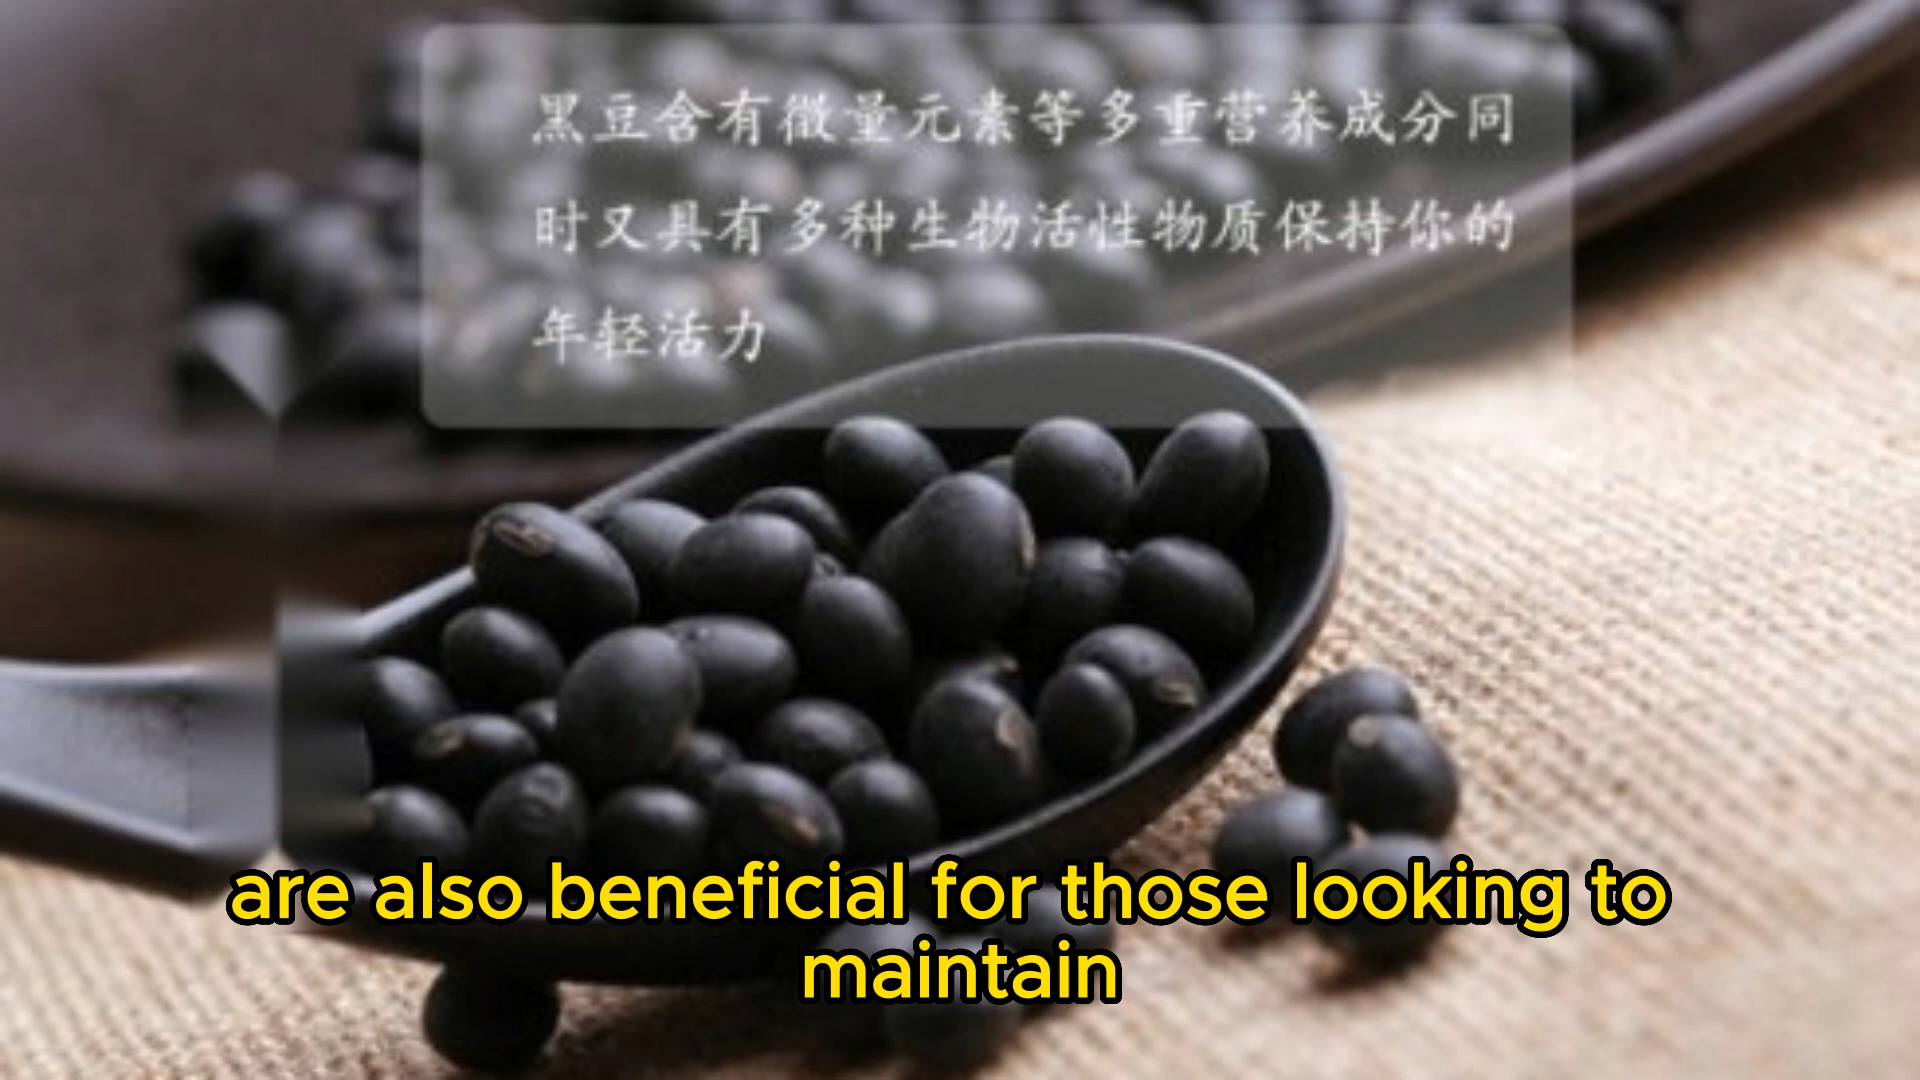 黑豆含有微量元素等多重营养成分同
时又具有多种生物活性物质保持你的
年轻活力
are also beneficial for those looking to
maintain